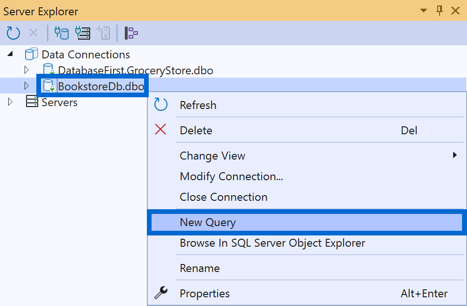 Server Explorer
Data Connections
DatabaseFirst.GroceryStore.dbo
BookstoreDb.dbo
Servers
Refresh
Delete Del
Change View
Modify Connection...
Close Connection
New Query
Browse In SQL Server Object Explorer
Rename
Properties Alt+Enter